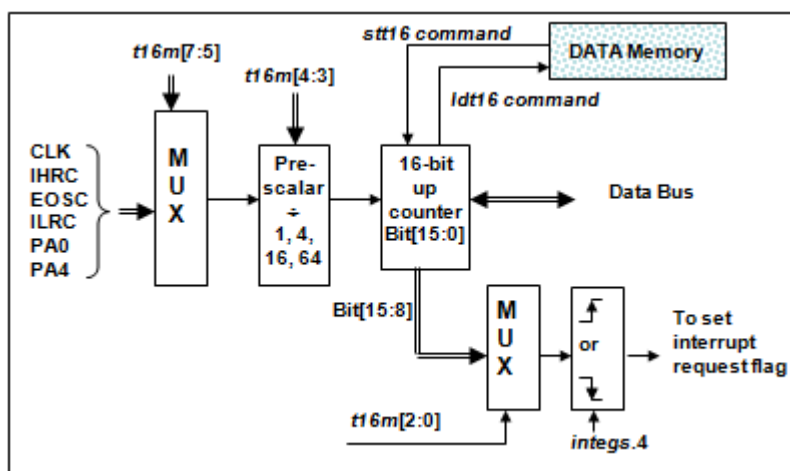 stt16 command
DATA Memory
t16m[7:5]
t16m[4:3]
ldt16 command
CLK
IHRC
EOSC
ILRC
PA0
PA4
M
U
X
Pre-
scalar
÷
1, 4,
16, 64
16-bit
up
counter
Bit[15:0]
Data Bus
Bit[15:8]
M
U
X
or
To set
interrupt
request flag
t16m[2:0]
integs.4